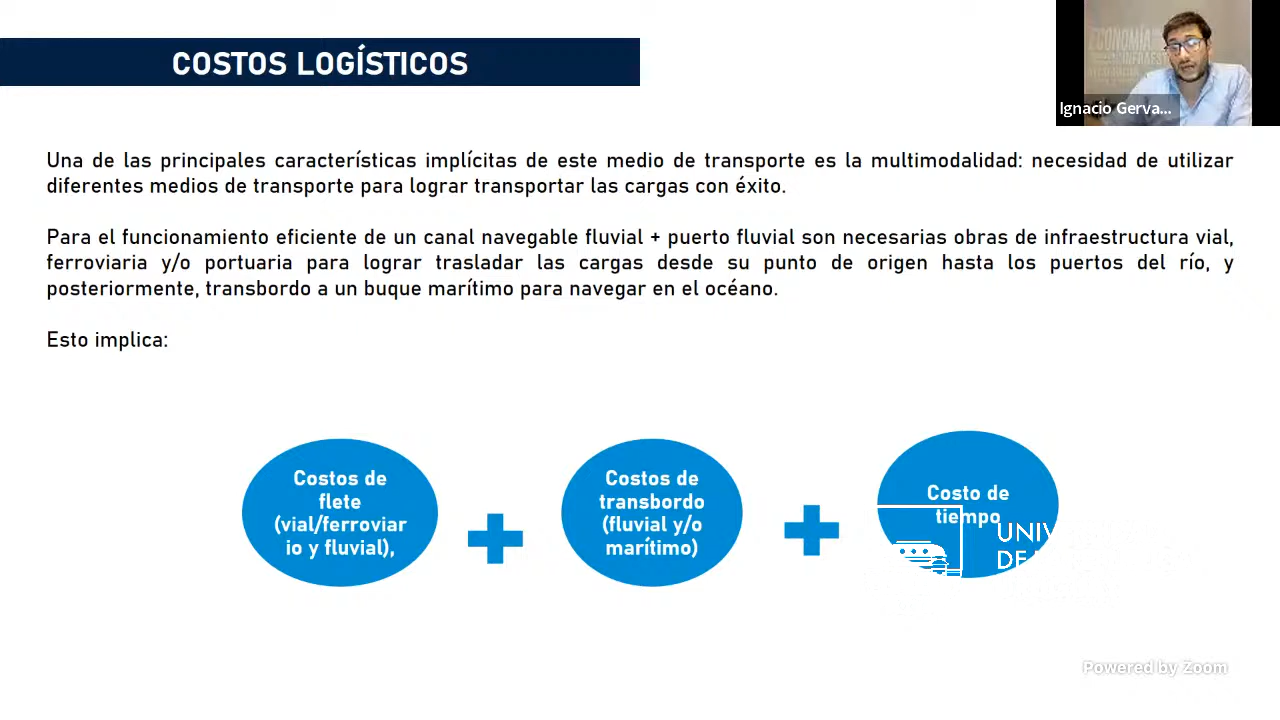 COSTOS LOGÍSTICOS
Ignacio Gerva...
Una de las principales características implícitas de este medio de transporte es la multimodalidad: necesidad de utilizar
diferentes medios de transporte para lograr transportar las cargas con éxito.
Para el funcionamiento eficiente de un canal navegable fluvial + puerto fluvial son necesarias obras de infraestructura vial,
ferroviaria y/o portuaria para lograr trasladar las cargas desde su punto de origen hasta los puertos del río, y
posteriormente, transbordo a un buque marítimo para navegar en el océano.
Esto implica:
Costos de
flete
(vial/ferroviar
io y fluvial),
Costos de
transbordo
(fluvial y/o
marítimo)
Costo de
tiempo
Powered by Zoom